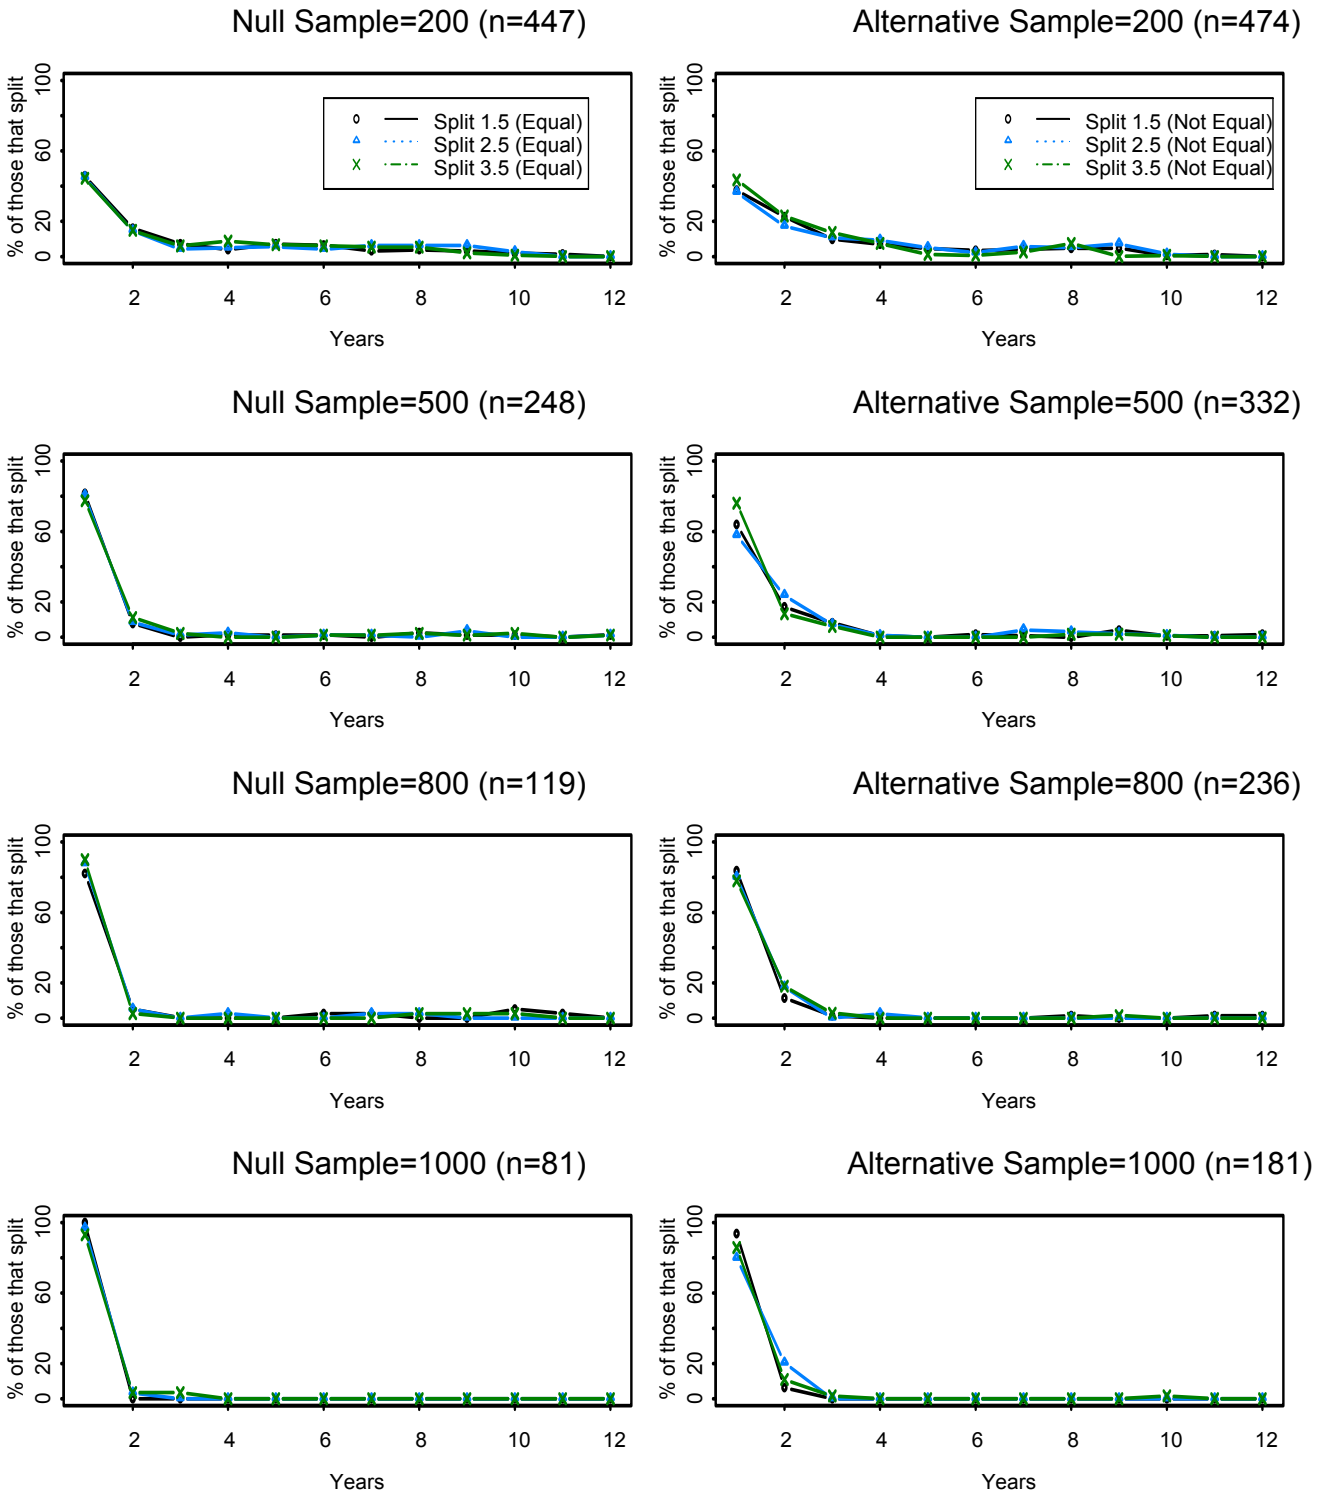 Null Sample=200 (n=447)
% of those that split
0 20 60 100
Split 1.5 (Equal)
Split 2.5 (Equal)
Split 3.5 (Equal)
2 4 6 8 10 12
Years
Alternative Sample=200 (n=474)
% of those that split
0 20 60 100
Split 1.5 (Not Equal)
Split 2.5 (Not Equal)
Split 3.5 (Not Equal)
2 4 6 8 10 12
Years
Null Sample=500 (n=248)
% of those that split
0 20 60 100
2 4 6 8 10 12
Years
Alternative Sample=500 (n=332)
% of those that split
0 20 60 100
2 4 6 8 10 12
Years
Null Sample=800 (n=119)
% of those that split
0 20 60 100
2 4 6 8 10 12
Years
Alternative Sample=800 (n=236)
% of those that split
0 20 60 100
2 4 6 8 10 12
Years
Null Sample=1000 (n=81)
% of those that split
0 20 60 100
2 4 6 8 10 12
Years
Alternative Sample=1000 (n=181)
% of those that split
0 20 60 100
2 4 6 8 10 12
Years